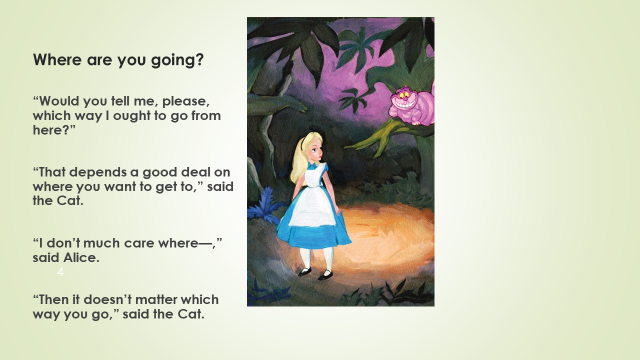 Where are you going?
“Would you tell me, please,
which way I ought to go from
here?”
“That depends a good deal on
where you want to get to,” said
the Cat.
“I don’t much care where—,”
said Alice.
4
“Then it doesn’t matter which
way you go,” said the Cat.